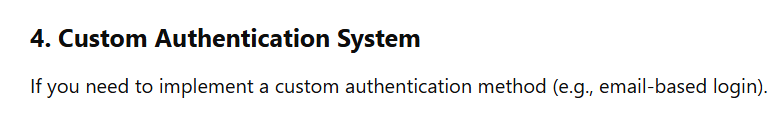 4. Custom Authentication System
If you need to implement a custom authentication method (e.g., email-based login).